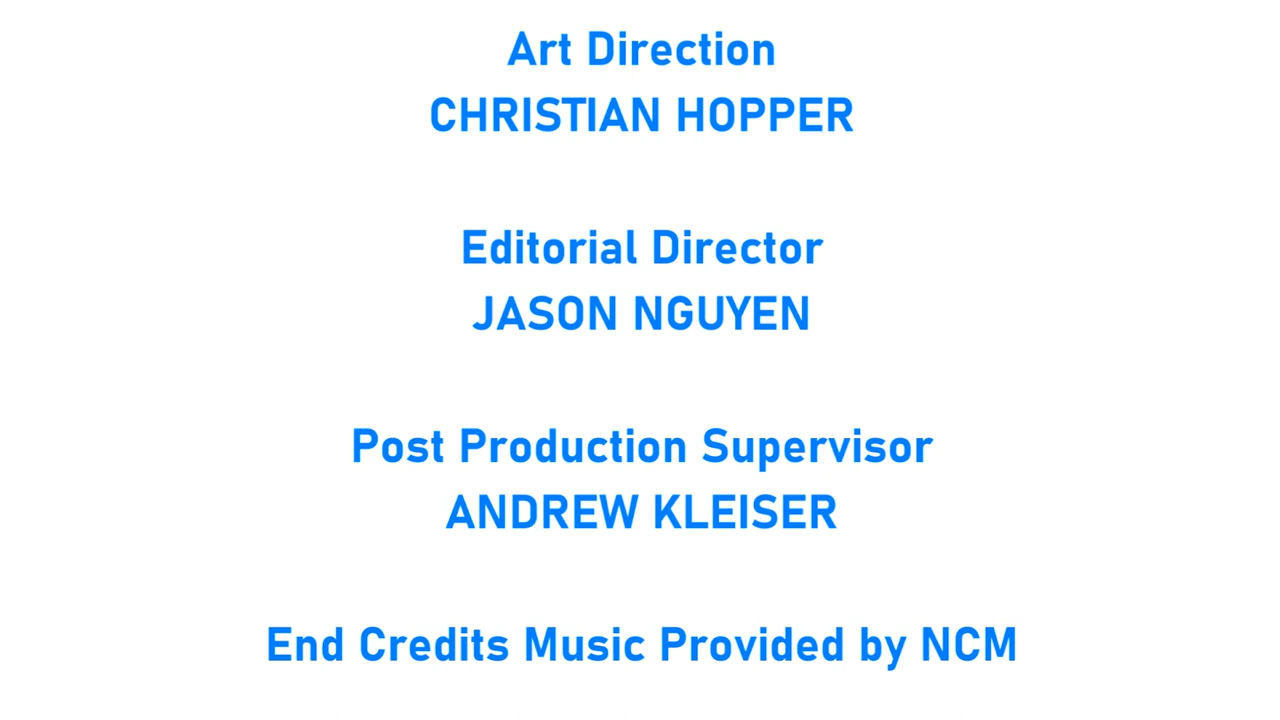 Art Direction
CHRISTIAN HOPPER
Editorial Director
JASON NGUYEN
Post Production Supervisor
ANDREW KLEISER
End Credits Music Provided by NCM